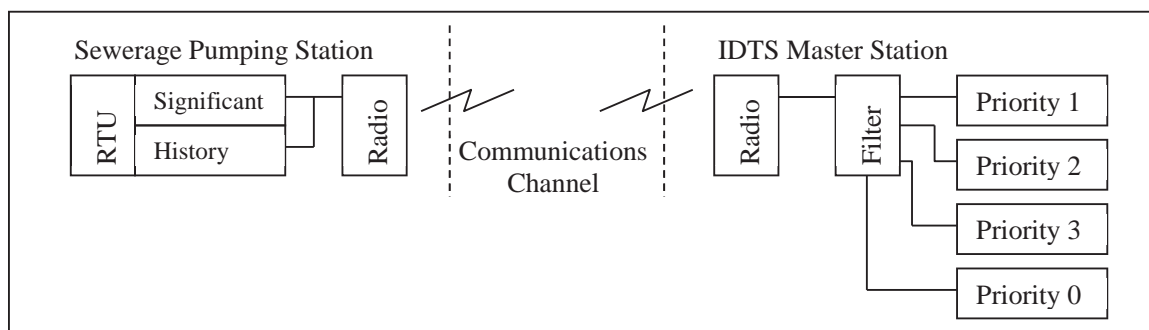 Sewerage Pumping Station
RTU
Significant
History
Radio
Communications
Channel
IDTS Master Station
Radio
Filter
Priority 1
Priority 2
Priority 3
Priority 0